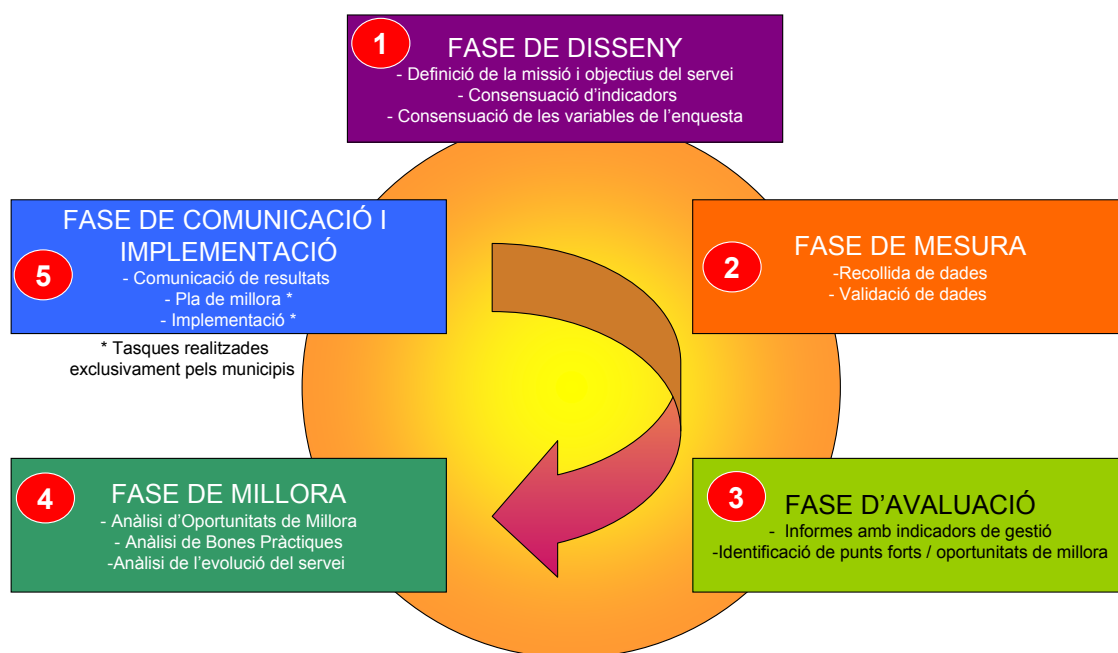 1
FASE DE DISSENY
- Definició de la missió i objectius del servei
- Consensuació d'indicadors
- Consensuació de les variables de l'enquesta
2
FASE DE MESURA
-Recollida de dades
- Validació de dades
3
FASE D'AVALUACIÓ
- Informes amb indicadors de gestió
-Identificació de punts forts / oportunitats de millora
4
FASE DE MILLORA
- Anàlisi d'Oportunitats de Millora
- Anàlisi de Bones Pràctiques
-Anàlisi de l'evolució del servei
5
FASE DE COMUNICACIÓ I
IMPLEMENTACIÓ
- Comunicació de resultats
- Pla de millora *
- Implementació *
* Tasques realitzades
exclusivament pels municipis